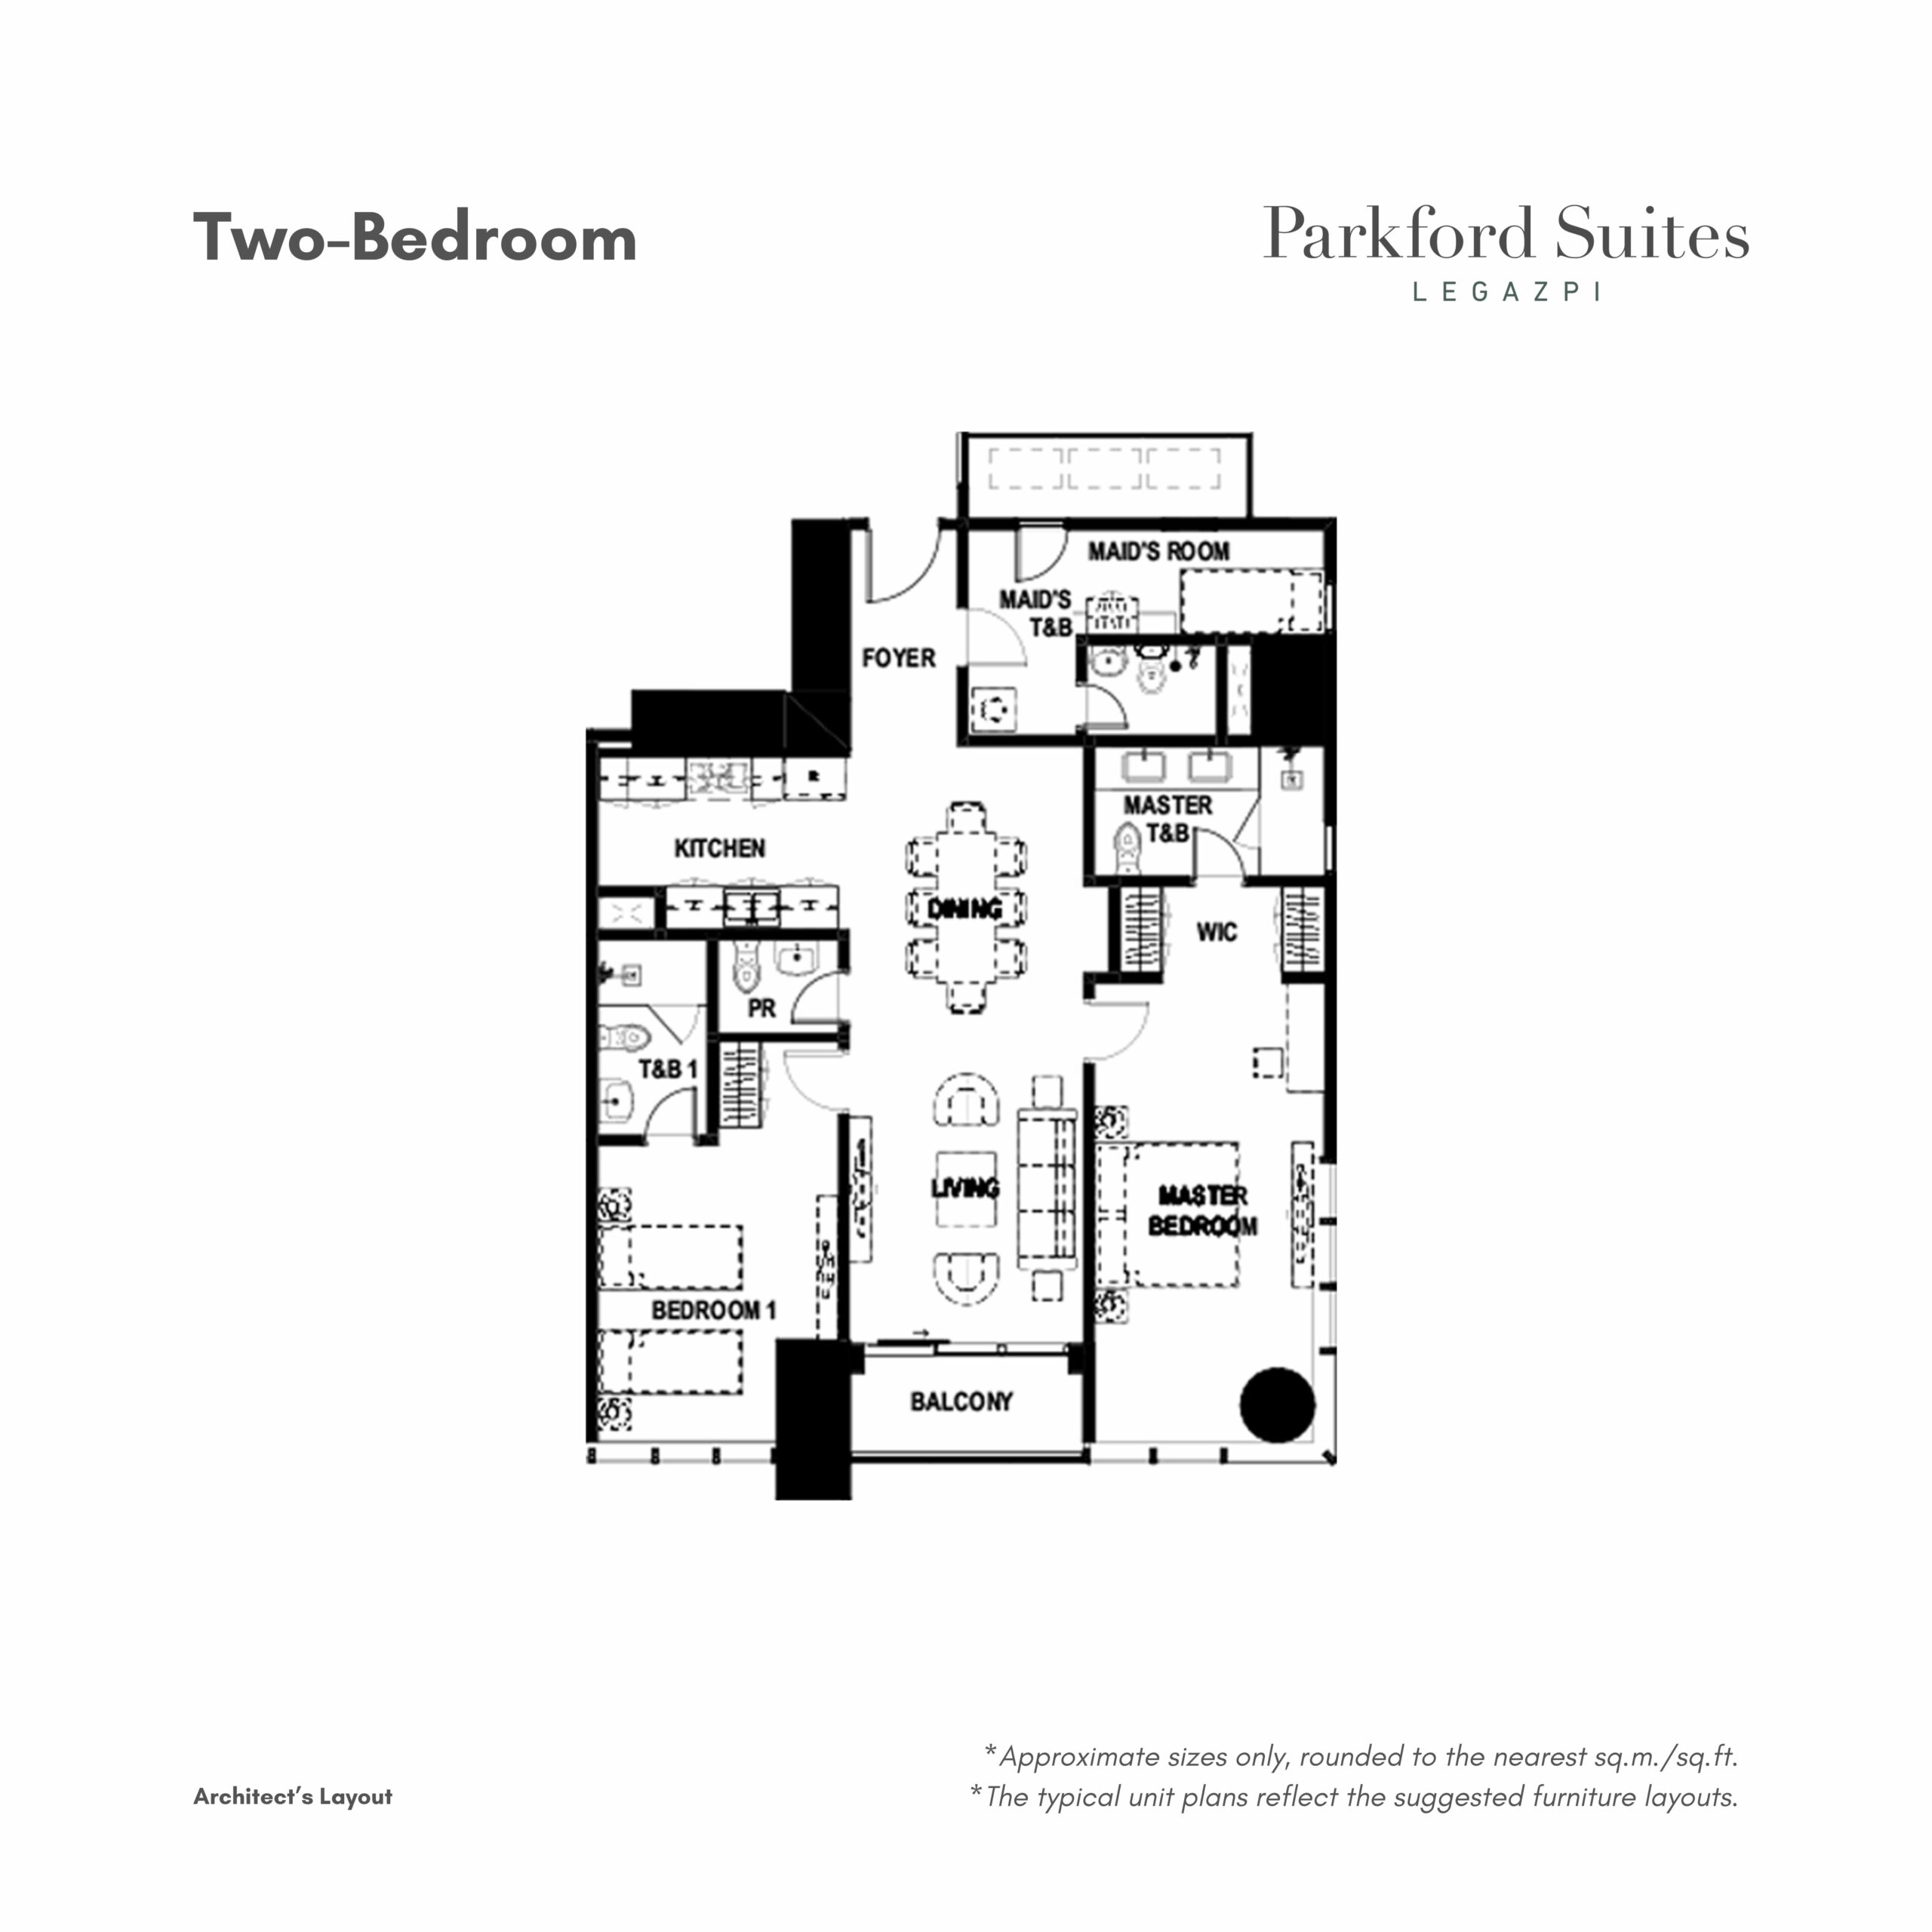 Two-Bedroom
Parkford Suites
LEGAZPI
MAID'S ROOM
MAID'S
T&B
FOYER
R
MASTER
T&B
KITCHEN
DINING
WIC
PR
T&B 1
LIVING
MASTER
BEDROOM
BEDROOM 1
BALCONY
*Approximate sizes only, rounded to the nearest sq.m./sq.ft.
Architect's Layout
*The typical unit plans reflect the suggested furniture layouts.